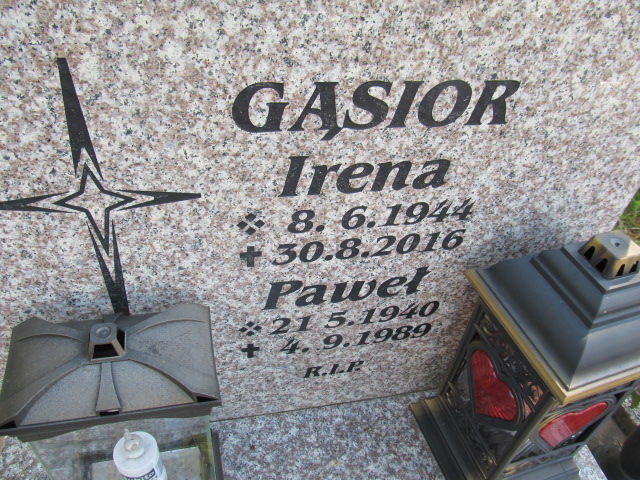 GĄSIOR
Irena
8. 6.1944
30.8.2016
Paweł
21 5.1940
4. 9.1989
R.I.P.